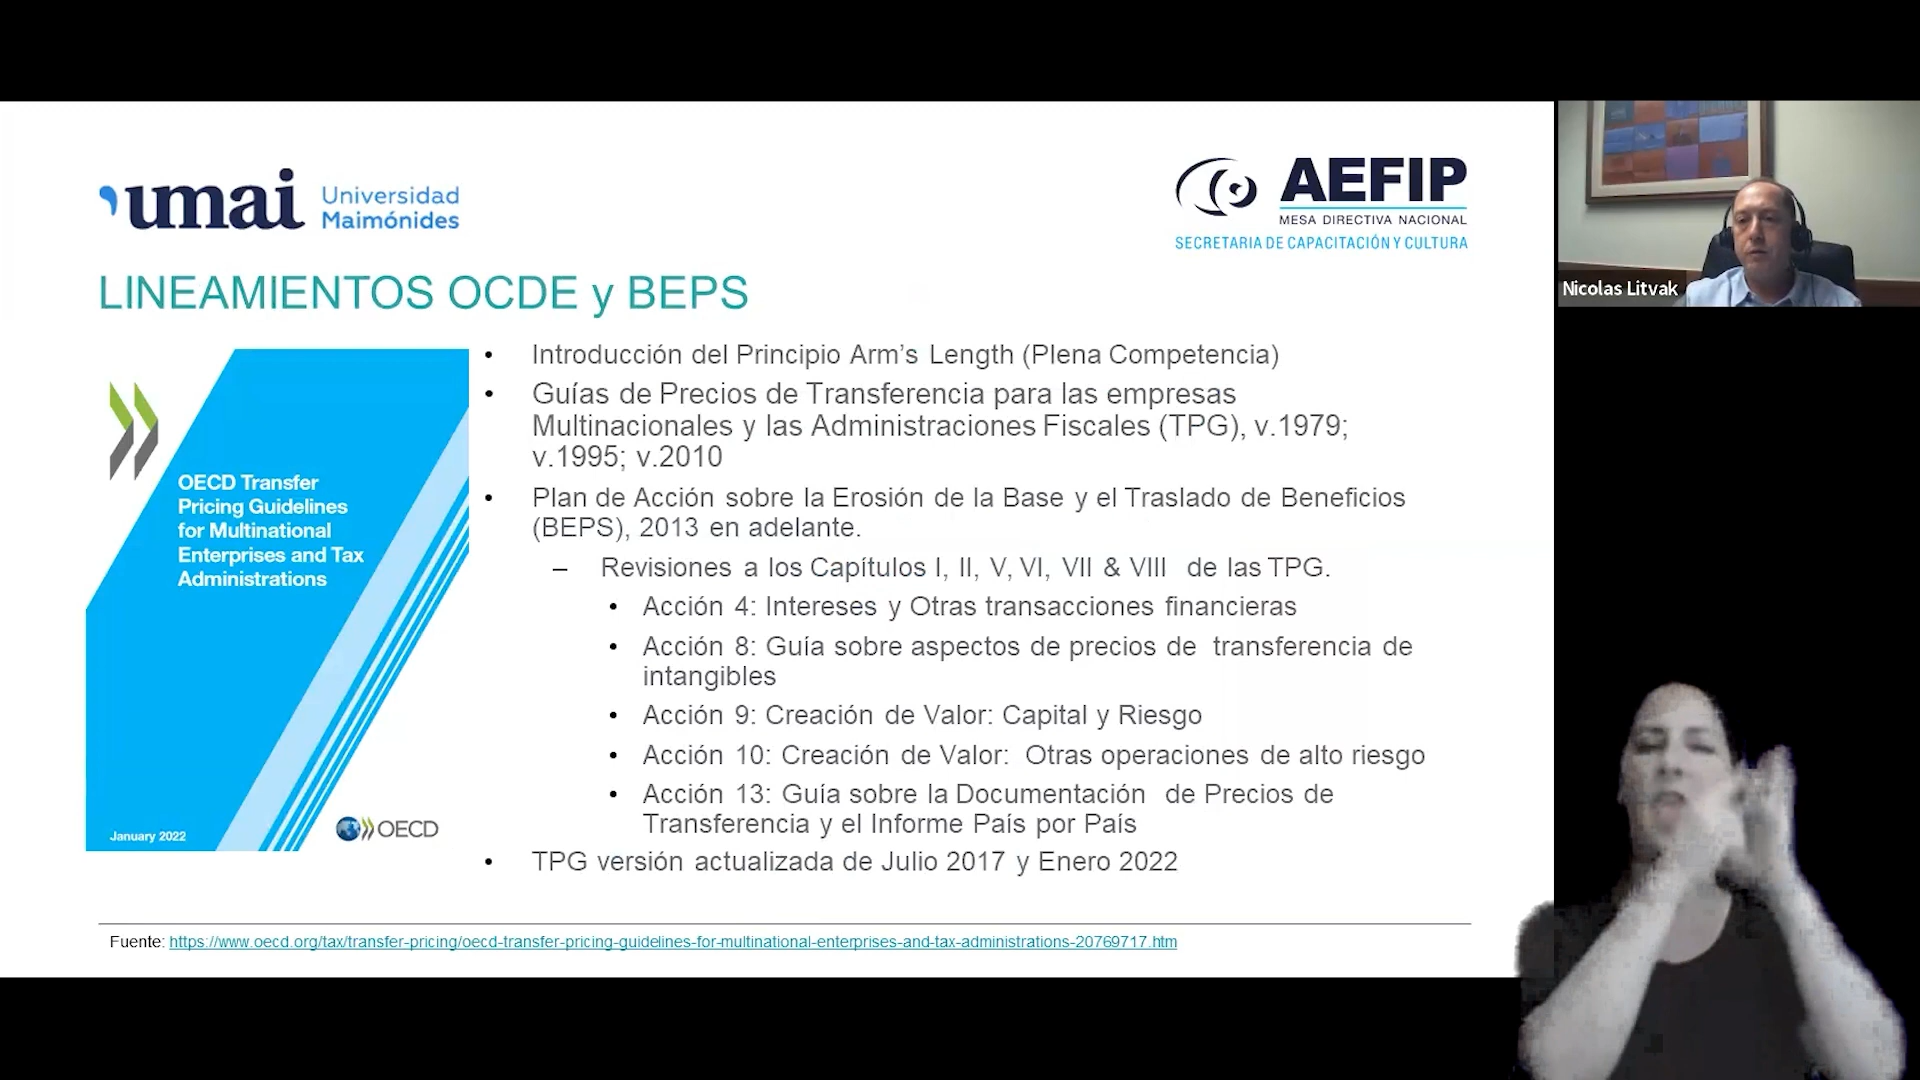 umai Universidad
Maimónides
AEFIP
MESA DIRECTIVA NACIONAL
SECRETARIA DE CAPACITACIÓN Y CULTURA
Nicolas Litvak
LINEAMIENTOS OCDE y BEPS
OECD Transfer
Pricing Guidelines
for Multinational
Enterprises and Tax
Administrations
January 2022
OECD
• Introducción del Principio Arm’s Length (Plena Competencia)
• Guías de Precios de Transferencia para las empresas
Multinacionales y las Administraciones Fiscales (TPG), v.1979;
v.1995; v.2010
• Plan de Acción sobre la Erosión de la Base y el Traslado de Beneficios
(BEPS), 2013 en adelante.
– Revisiones a los Capítulos I, II, V, VI, VII & VIII de las TPG.
• Acción 4: Intereses y Otras transacciones financieras
• Acción 8: Guía sobre aspectos de precios de transferencia de
intangibles
• Acción 9: Creación de Valor: Capital y Riesgo
• Acción 10: Creación de Valor: Otras operaciones de alto riesgo
• Acción 13: Guía sobre la Documentación de Precios de
Transferencia y el Informe País por País
• TPG versión actualizada de Julio 2017 y Enero 2022
Fuente: https://www.oecd.org/tax/transfer-pricing/oecd-transfer-pricing-guidelines-for-multinational-enterprises-and-tax-administrations-20769717.htm